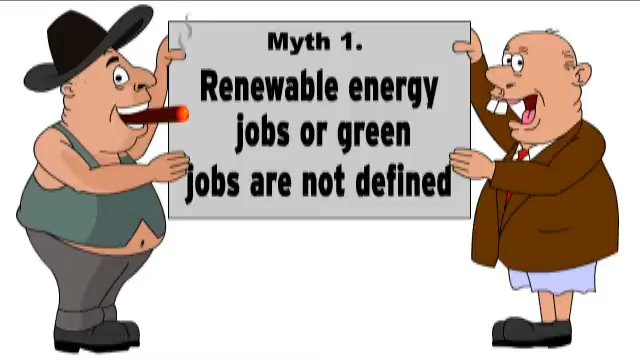 Myth 1.
Renewable energy
jobs or green
jobs are not defined